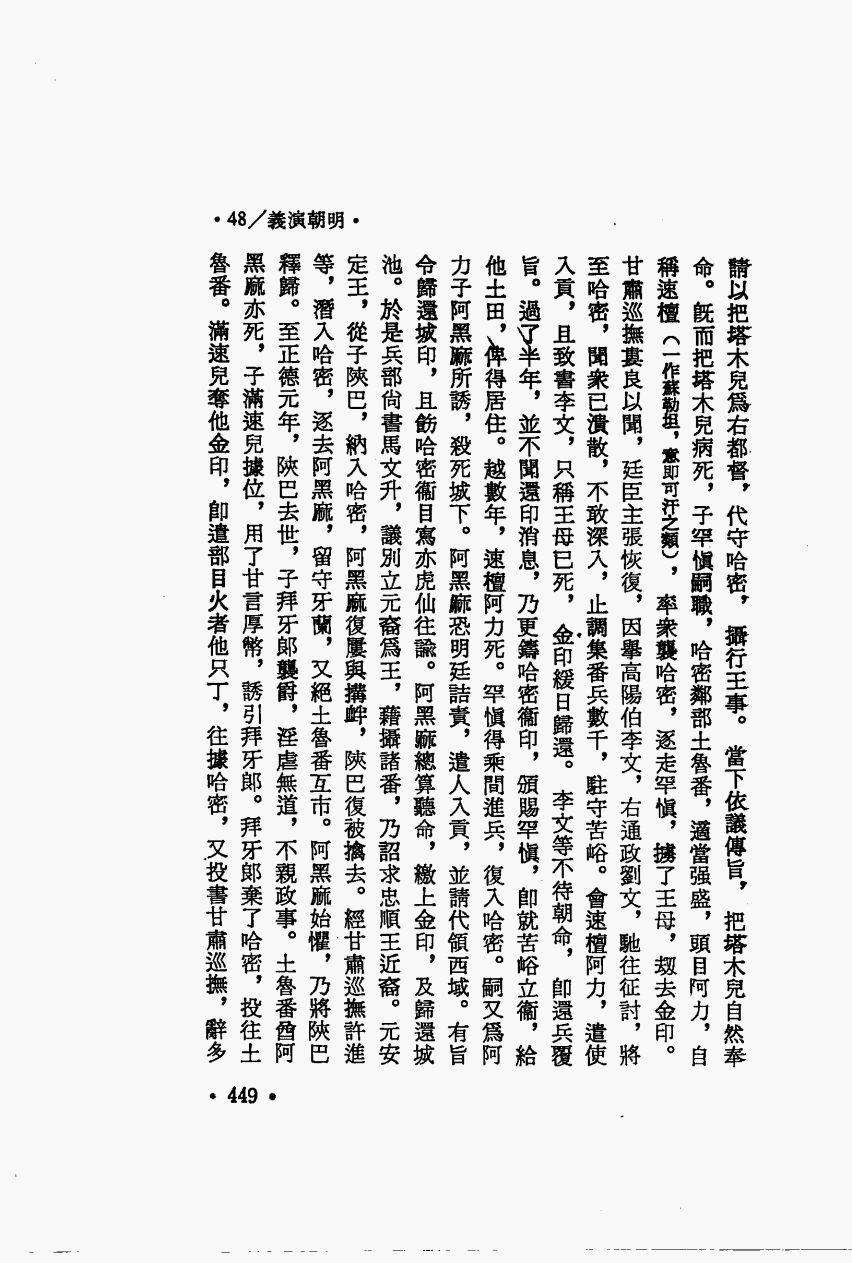 •48／義演朝明•
請以把塔木兒爲右都督，代守哈密，攝行王事。當下依議傳旨，把塔木兒自然奉
命。旣而把塔木兒病死，子罕愼嗣職，哈密鄰部土魯番，適當强盛，頭目阿力，自
稱速檀（一作蘇勒坦，意卽可汗之類），率衆襲哈密，逐走罕愼，擄了王母，刼去金印。
甘肅巡撫婁良以聞，廷臣主張恢復，因舉高陽伯李文，右通政劉文，馳往征討，將
至哈密，聞衆已潰散，不敢深入，止調集番兵數千，駐守苦峪。會速檀阿力，遣使
入貢，且致書李文，只稱王母已死，金印緩日歸還。李文等不待朝命，卽還兵覆
旨。過了半年，並不聞還印消息，乃更鑄哈密衞印，頒賜罕愼，卽就苦峪立衞，給
他土田，俾得居住。越數年，速檀阿力死。罕愼得乘間進兵，復入哈密。嗣又爲阿
力子阿黑麻所誘，殺死城下。阿黑麻恐明廷詰責，遣人入貢，並請代領西域。有旨
令歸還城印，且飭哈密衞目寫亦虎仙往諭。阿黑麻總算聽命，繳上金印，及歸還城
池。於是兵部尙書馬文升，議別立元裔爲王，藉攝諸番，乃詔求忠順王近裔。元安
定王，從子陝巴，納入哈密，阿黑麻復屢與搆衅，陝巴復被擒去。經甘肅巡撫許進
等，潛入哈密，逐去阿黑麻，留守牙蘭，又絕土魯番互市。阿黑麻始懼，乃將陝巴
釋歸。至正德元年，陝巴去世，子拜牙郞襲爵，淫虐無道，不親政事。土魯番酋阿
黑麻亦死，子滿速兒據位，用了甘言厚幣，誘引拜牙郞。拜牙郞棄了哈密，投往土
魯番。滿速兒奪他金印，卽遣部目火者他只丁，往據哈密，又投書甘肅巡撫，辭多
•449•